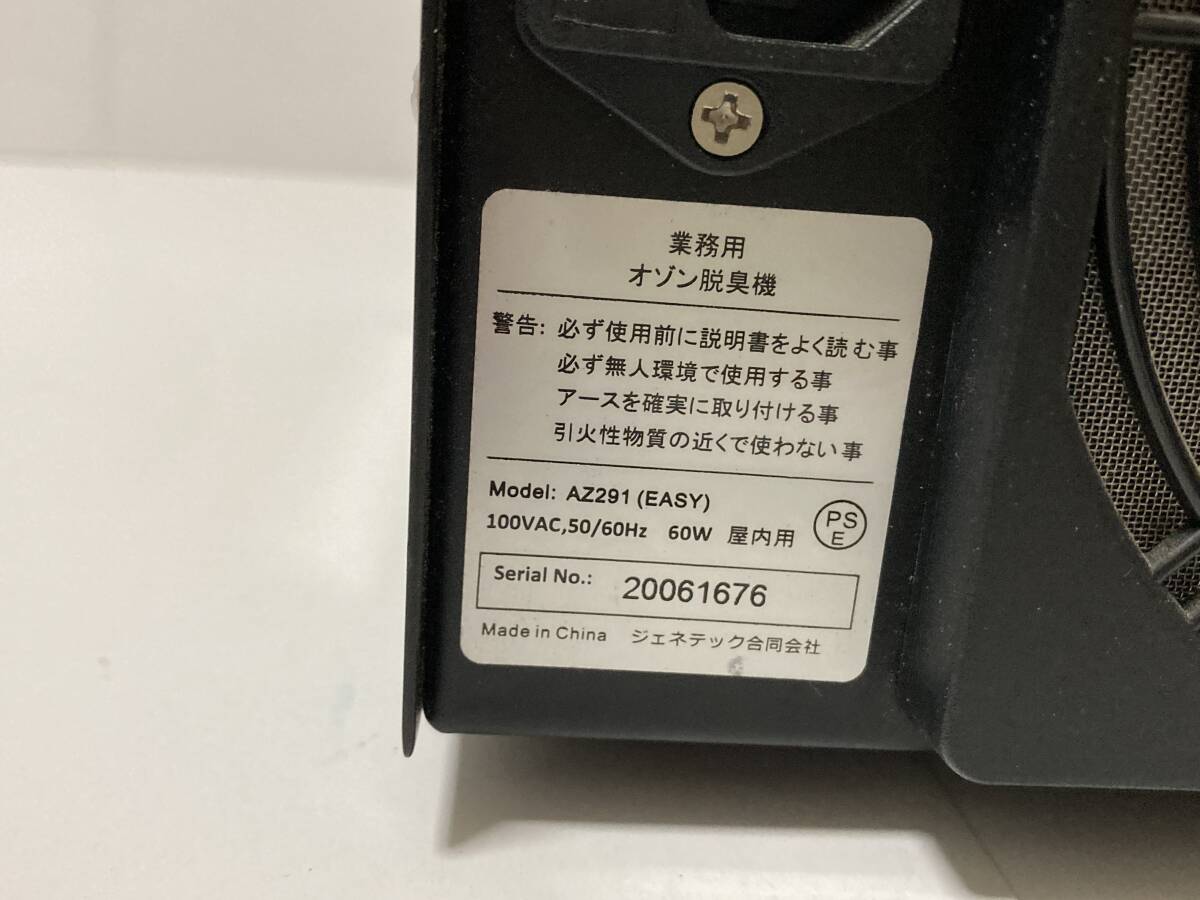 業務用
オゾン脱臭機
警告: 必ず使用前に説明書をよく読む事
必ず無人環境で使用する事
アースを確実に取り付ける事
引火性物質の近くで使わない事
Model: AZ291 (EASY)
100VAC,50/60Hz 60W 屋内用
PS
E
Serial No.: 20061676
Made in China ジェネテック合同会社